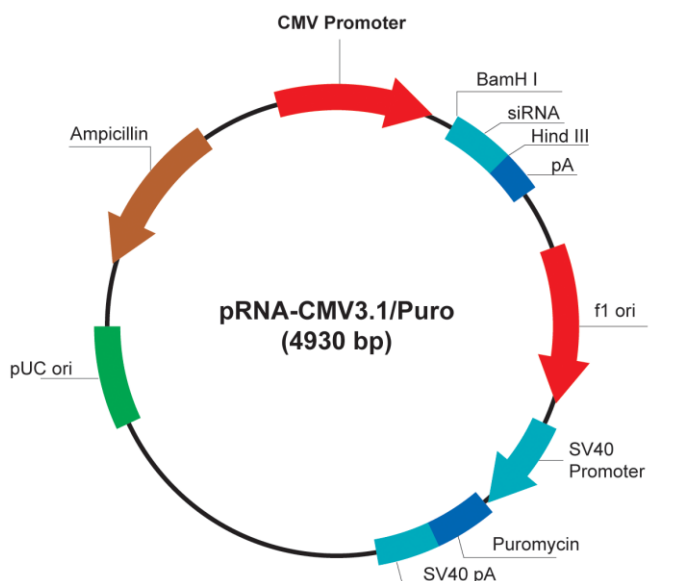 CMV Promoter
BamH I
siRNA
Hind III
pA
Ampicillin
pRNA-CMV3.1/Puro
(4930 bp)
f1 ori
pUC ori
SV40
Promoter
Puromycin
SV40 pA